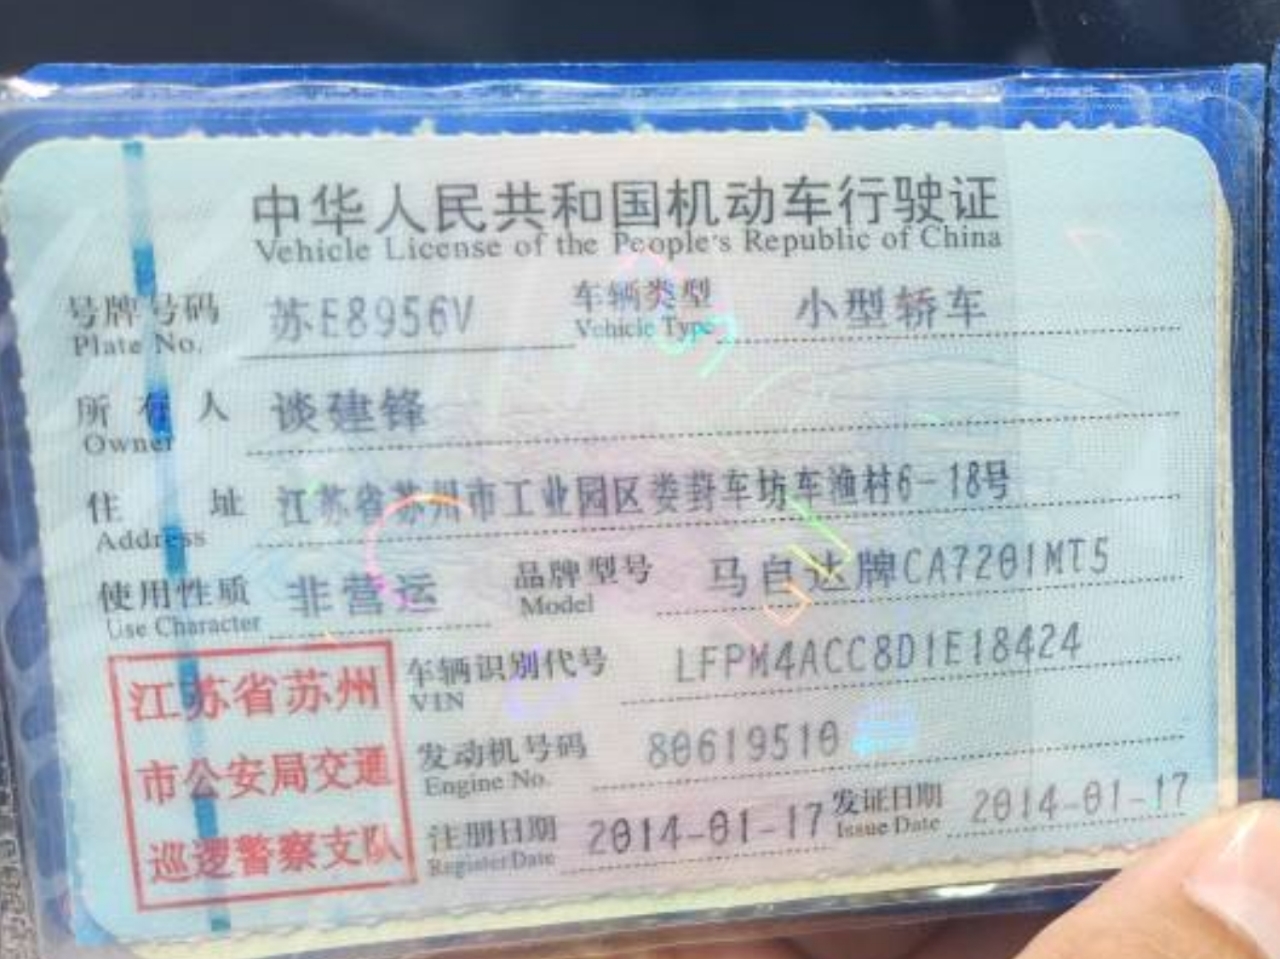 中华人民共和国机动车行驶证
Vehicle License of the People's Republic of China
号牌号码 苏E8956V 车辆类型 小型轿车
Plate No. Vehicle Type
所有人 谈建锋
Owner
住址 江苏省苏州市工业园区娄葑车坊车渔村6-18号
Address
使用性质 非营运 品牌型号 马自达牌CA7201MT5
Use Character Model
车辆识别代号 LFPM4ACC8D1E18424
VIN
发动机号码 80619510
Engine No.
注册日期 2014-01-17 发证日期 2014-01-17
Register Date Issue Date
江苏省苏州
市公安局交通
巡逻警察支队